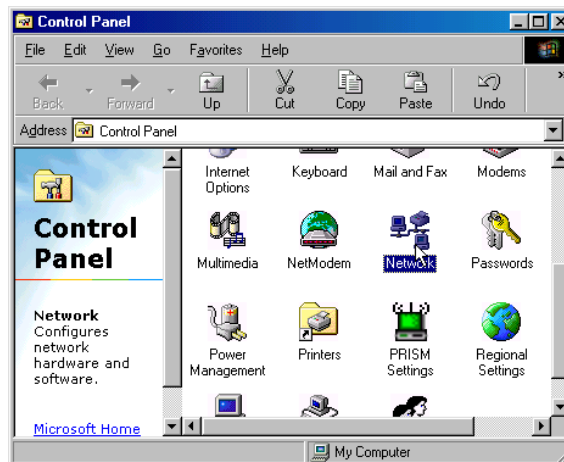 Control Panel
File Edit View Go Favorites Help
Back Forward Up Cut Copy Paste Undo »
Address Control Panel
Internet Options
Keyboard
Mail and Fax
Modems
Control
Panel
Multimedia
NetModem
Network
Passwords
Network
Configures
network
hardware and
software.
Power
Management
Printers
PRISM
Settings
Regional
Settings
Microsoft Home
My Computer